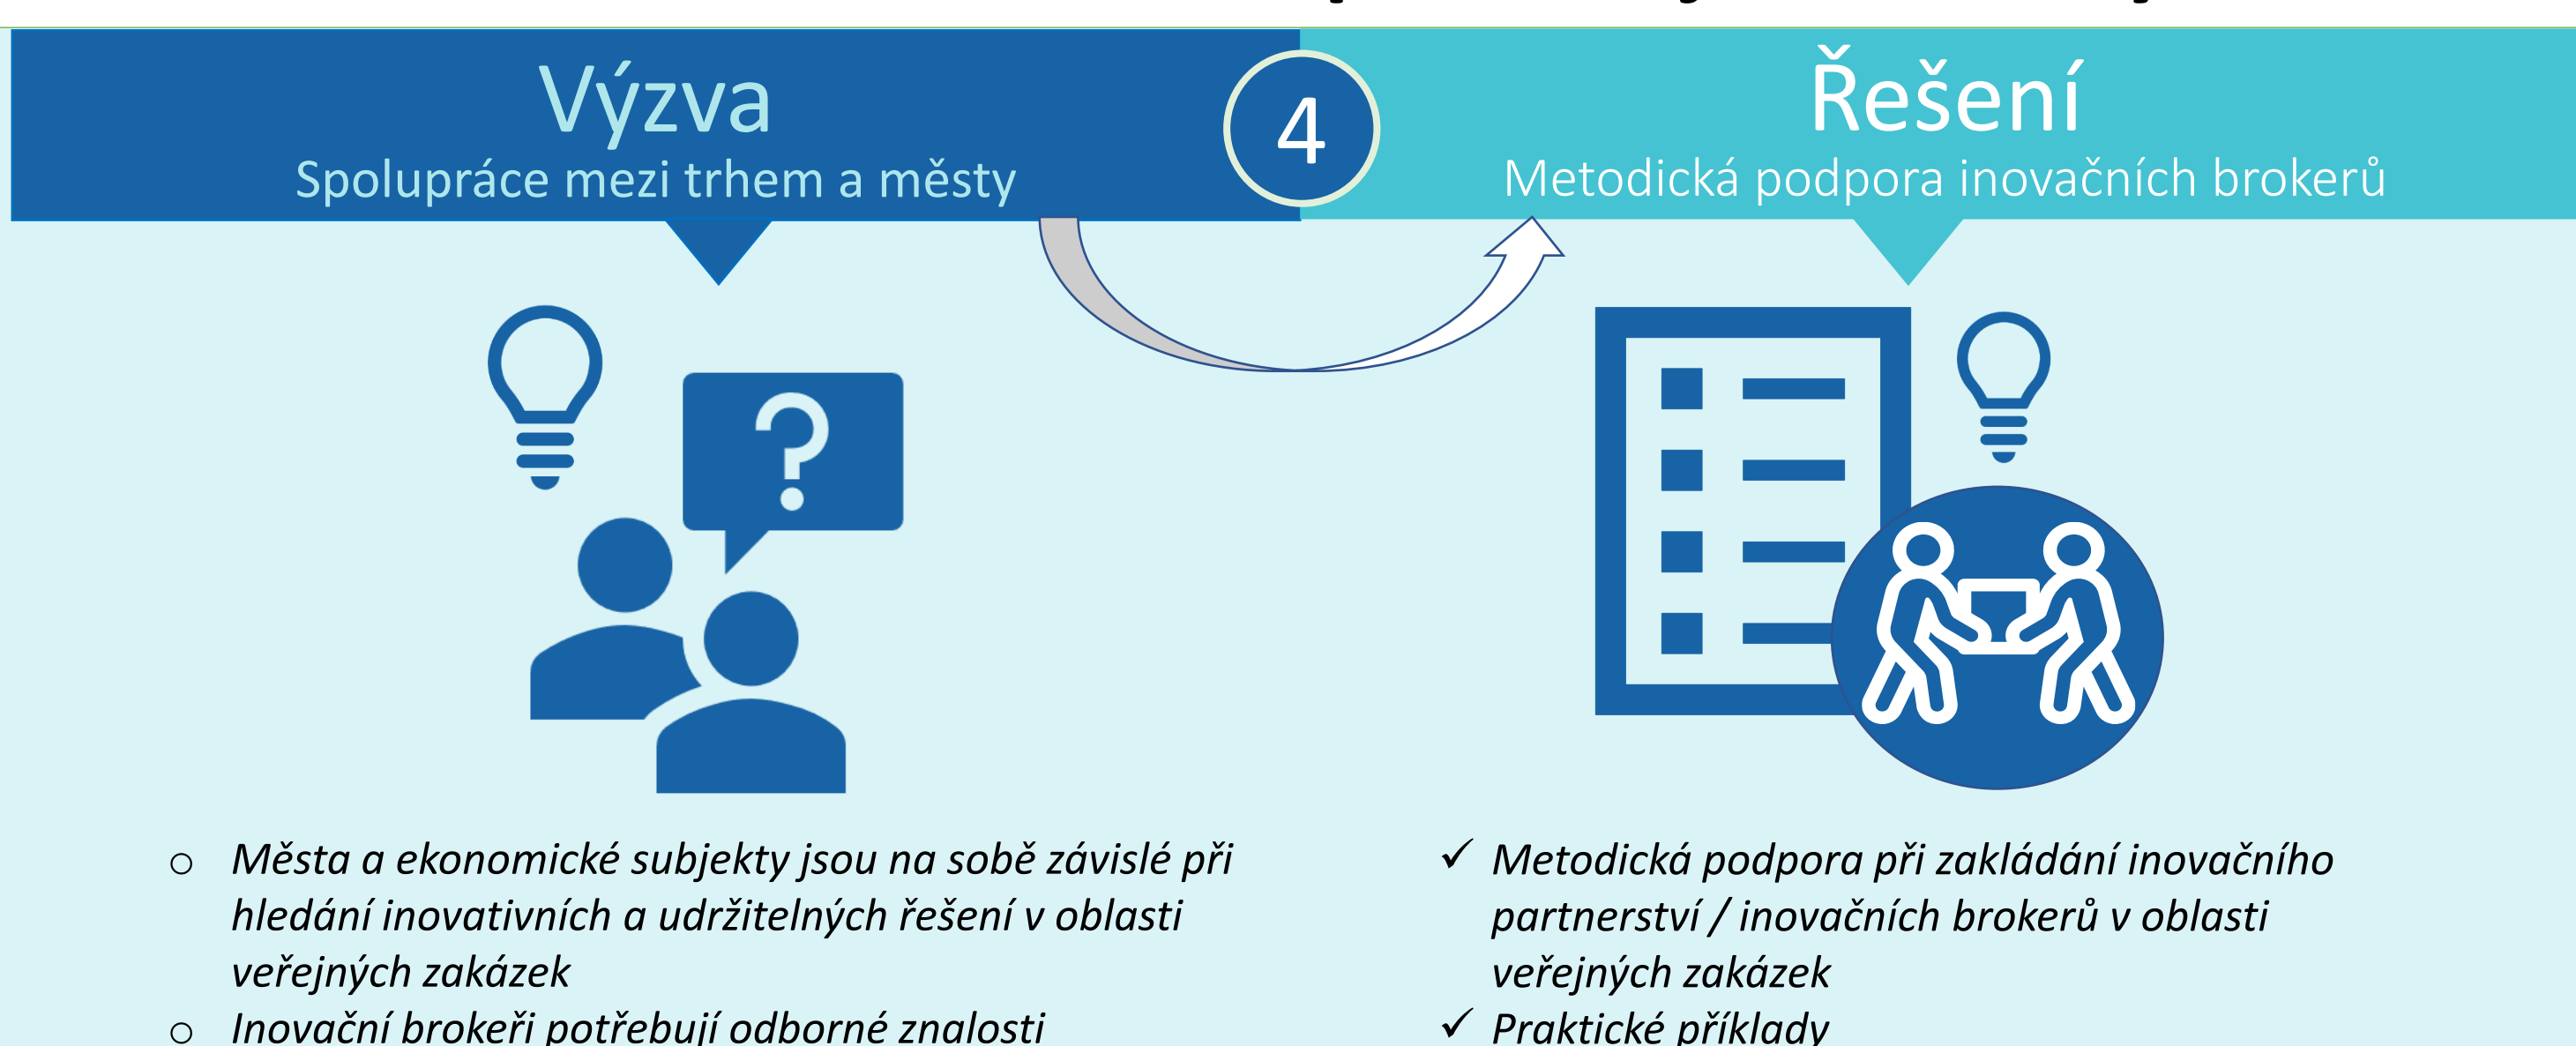 Výzva
Spolupráce mezi trhem a městy
4
Řešení
Metodická podpora inovačních brokerů
?
○ Města a ekonomické subjekty jsou na sobě závislé při
hledání inovativních a udržitelných řešení v oblasti
veřejných zakázek
○ Inovační brokeři potřebují odborné znalosti
✓ Metodická podpora při zakládání inovačního
partnerství / inovačních brokerů v oblasti
veřejných zakázek
✓ Praktické příklady